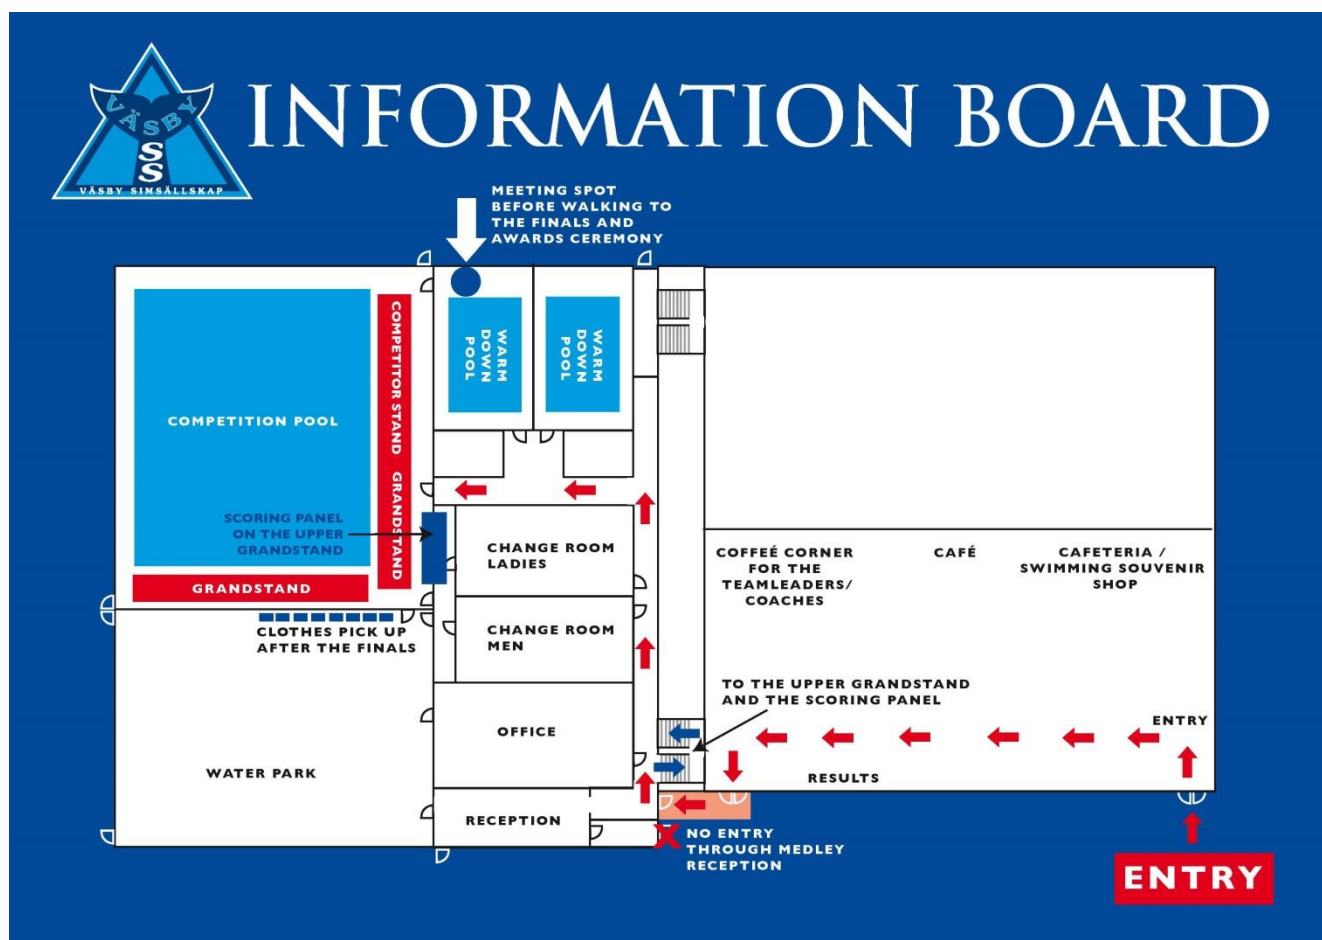 VÄSBY
SS
VÄSBY SIMSÄLLSKAP
INFORMATION BOARD
MEETING SPOT
BEFORE WALKING TO
THE FINALS AND
AWARDS CEREMONY
COMPETITION POOL
COMPETITOR STAND
GRANDSTAND
WARM
DOWN
POOL
WARM
DOWN
POOL
SCORING PANEL
ON THE UPPER
GRANDSTAND
GRANDSTAND
CLOTHES PICK UP
AFTER THE FINALS
WATER PARK
CHANGE ROOM
LADIES
CHANGE ROOM
MEN
OFFICE
RECEPTION
COFFEÉ CORNER
FOR THE
TEAMLEADERS/
COACHES
CAFÉ
CAFETERIA /
SWIMMING SOUVENIR
SHOP
TO THE UPPER GRANDSTAND
AND THE SCORING PANEL
ENTRY
RESULTS
X NO ENTRY
THROUGH MEDLEY
RECEPTION
ENTRY